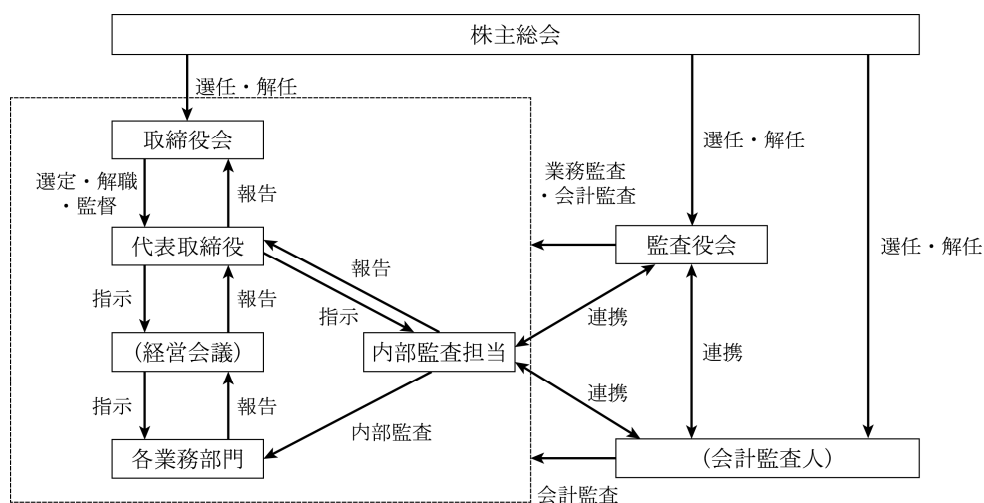 株主総会
選任・解任
取締役会
選任・解任
業務監査
・会計監査
選定・解職
・監督
報告
代表取締役
監査役会
選任・解任
報告
指示
報告
指示
連携
(経営会議)
内部監査担当
連携
指示
報告
連携
内部監査
各業務部門
(会計監査人)
会計監査